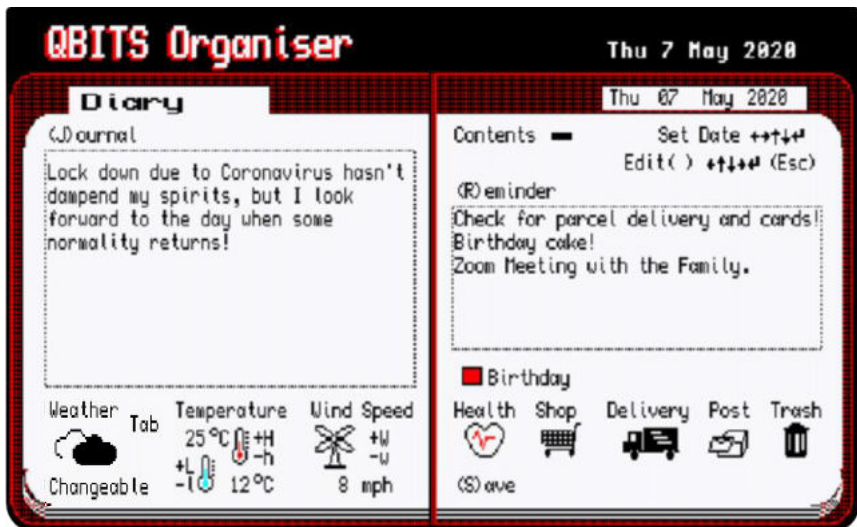 QBITS Organiser
Thu 7 May 2020
Diary
Thu 07 May 2020
(J)ournal
Lock down due to Coronavirus hasn't
dampend my spirits, but I look
forward to the day when some
normality returns!
Contents
Set Date ↔↑↓↵
Edit( ) ↔↑↓↔↵ (Esc)
(R)eminder
Check for parcel delivery and cards!
Birthday cake!
Zoom Meeting with the Family.
Birthday
Weather Tab Temperature Wind Speed
25°C +H
-h
+L
-l 12°C
+W
-w
Changeable
8 mph
Health Shop Delivery Post Trash
(S)ave